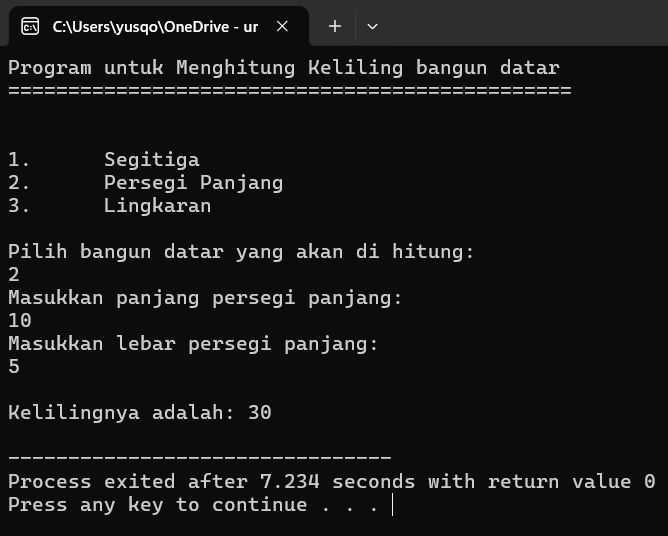 C:\Users\yusqo\OneDrive - ur
Program untuk Menghitung Keliling bangun datar
===============================================
1. Segitiga
2. Persegi Panjang
3. Lingkaran
Pilih bangun datar yang akan di hitung:
2
Masukkan panjang persegi panjang:
10
Masukkan lebar persegi panjang:
5
Kelilingnya adalah: 30
--------------------------------
Process exited after 7.234 seconds with return value 0
Press any key to continue . . .